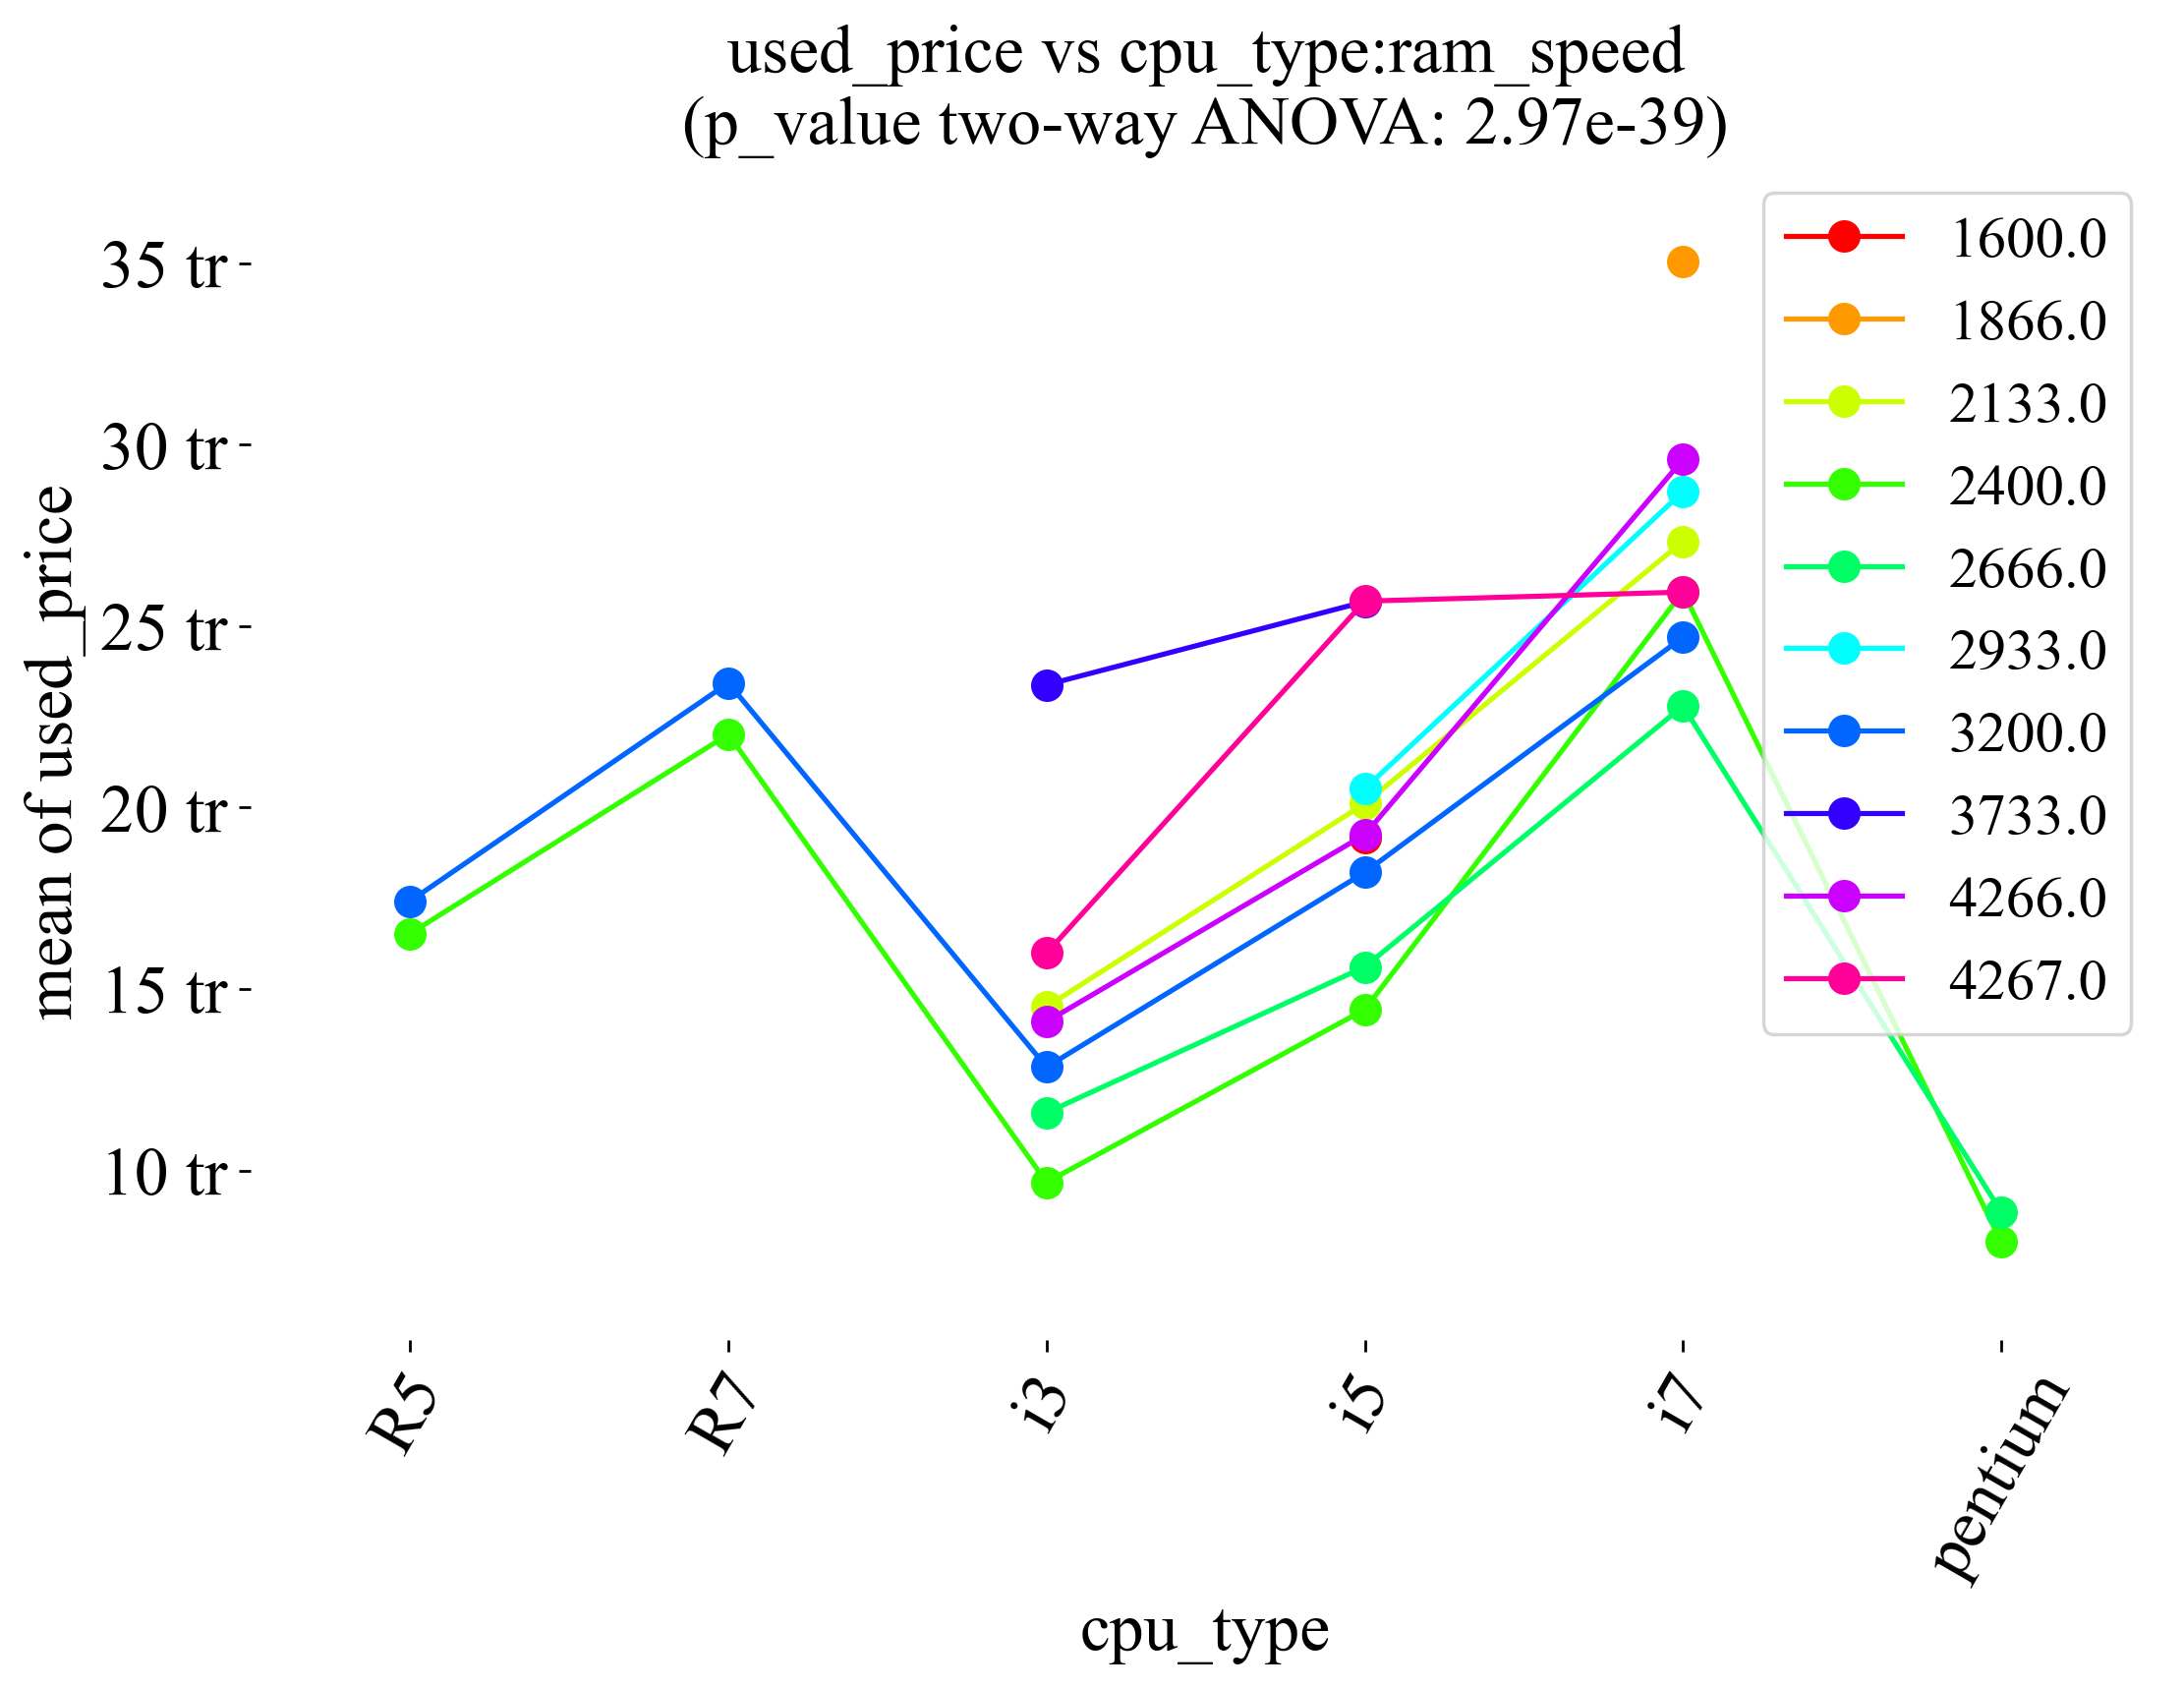 used_price vs cpu_type:ram_speed
(p_value two-way ANOVA: 2.97e-39)
mean of used_price
35 tr
30 tr
25 tr
20 tr
15 tr
10 tr
1600.0
1866.0
2133.0
2400.0
2666.0
2933.0
3200.0
3733.0
4266.0
4267.0
R5
R7
i3
i5
i7
pentium
cpu_type